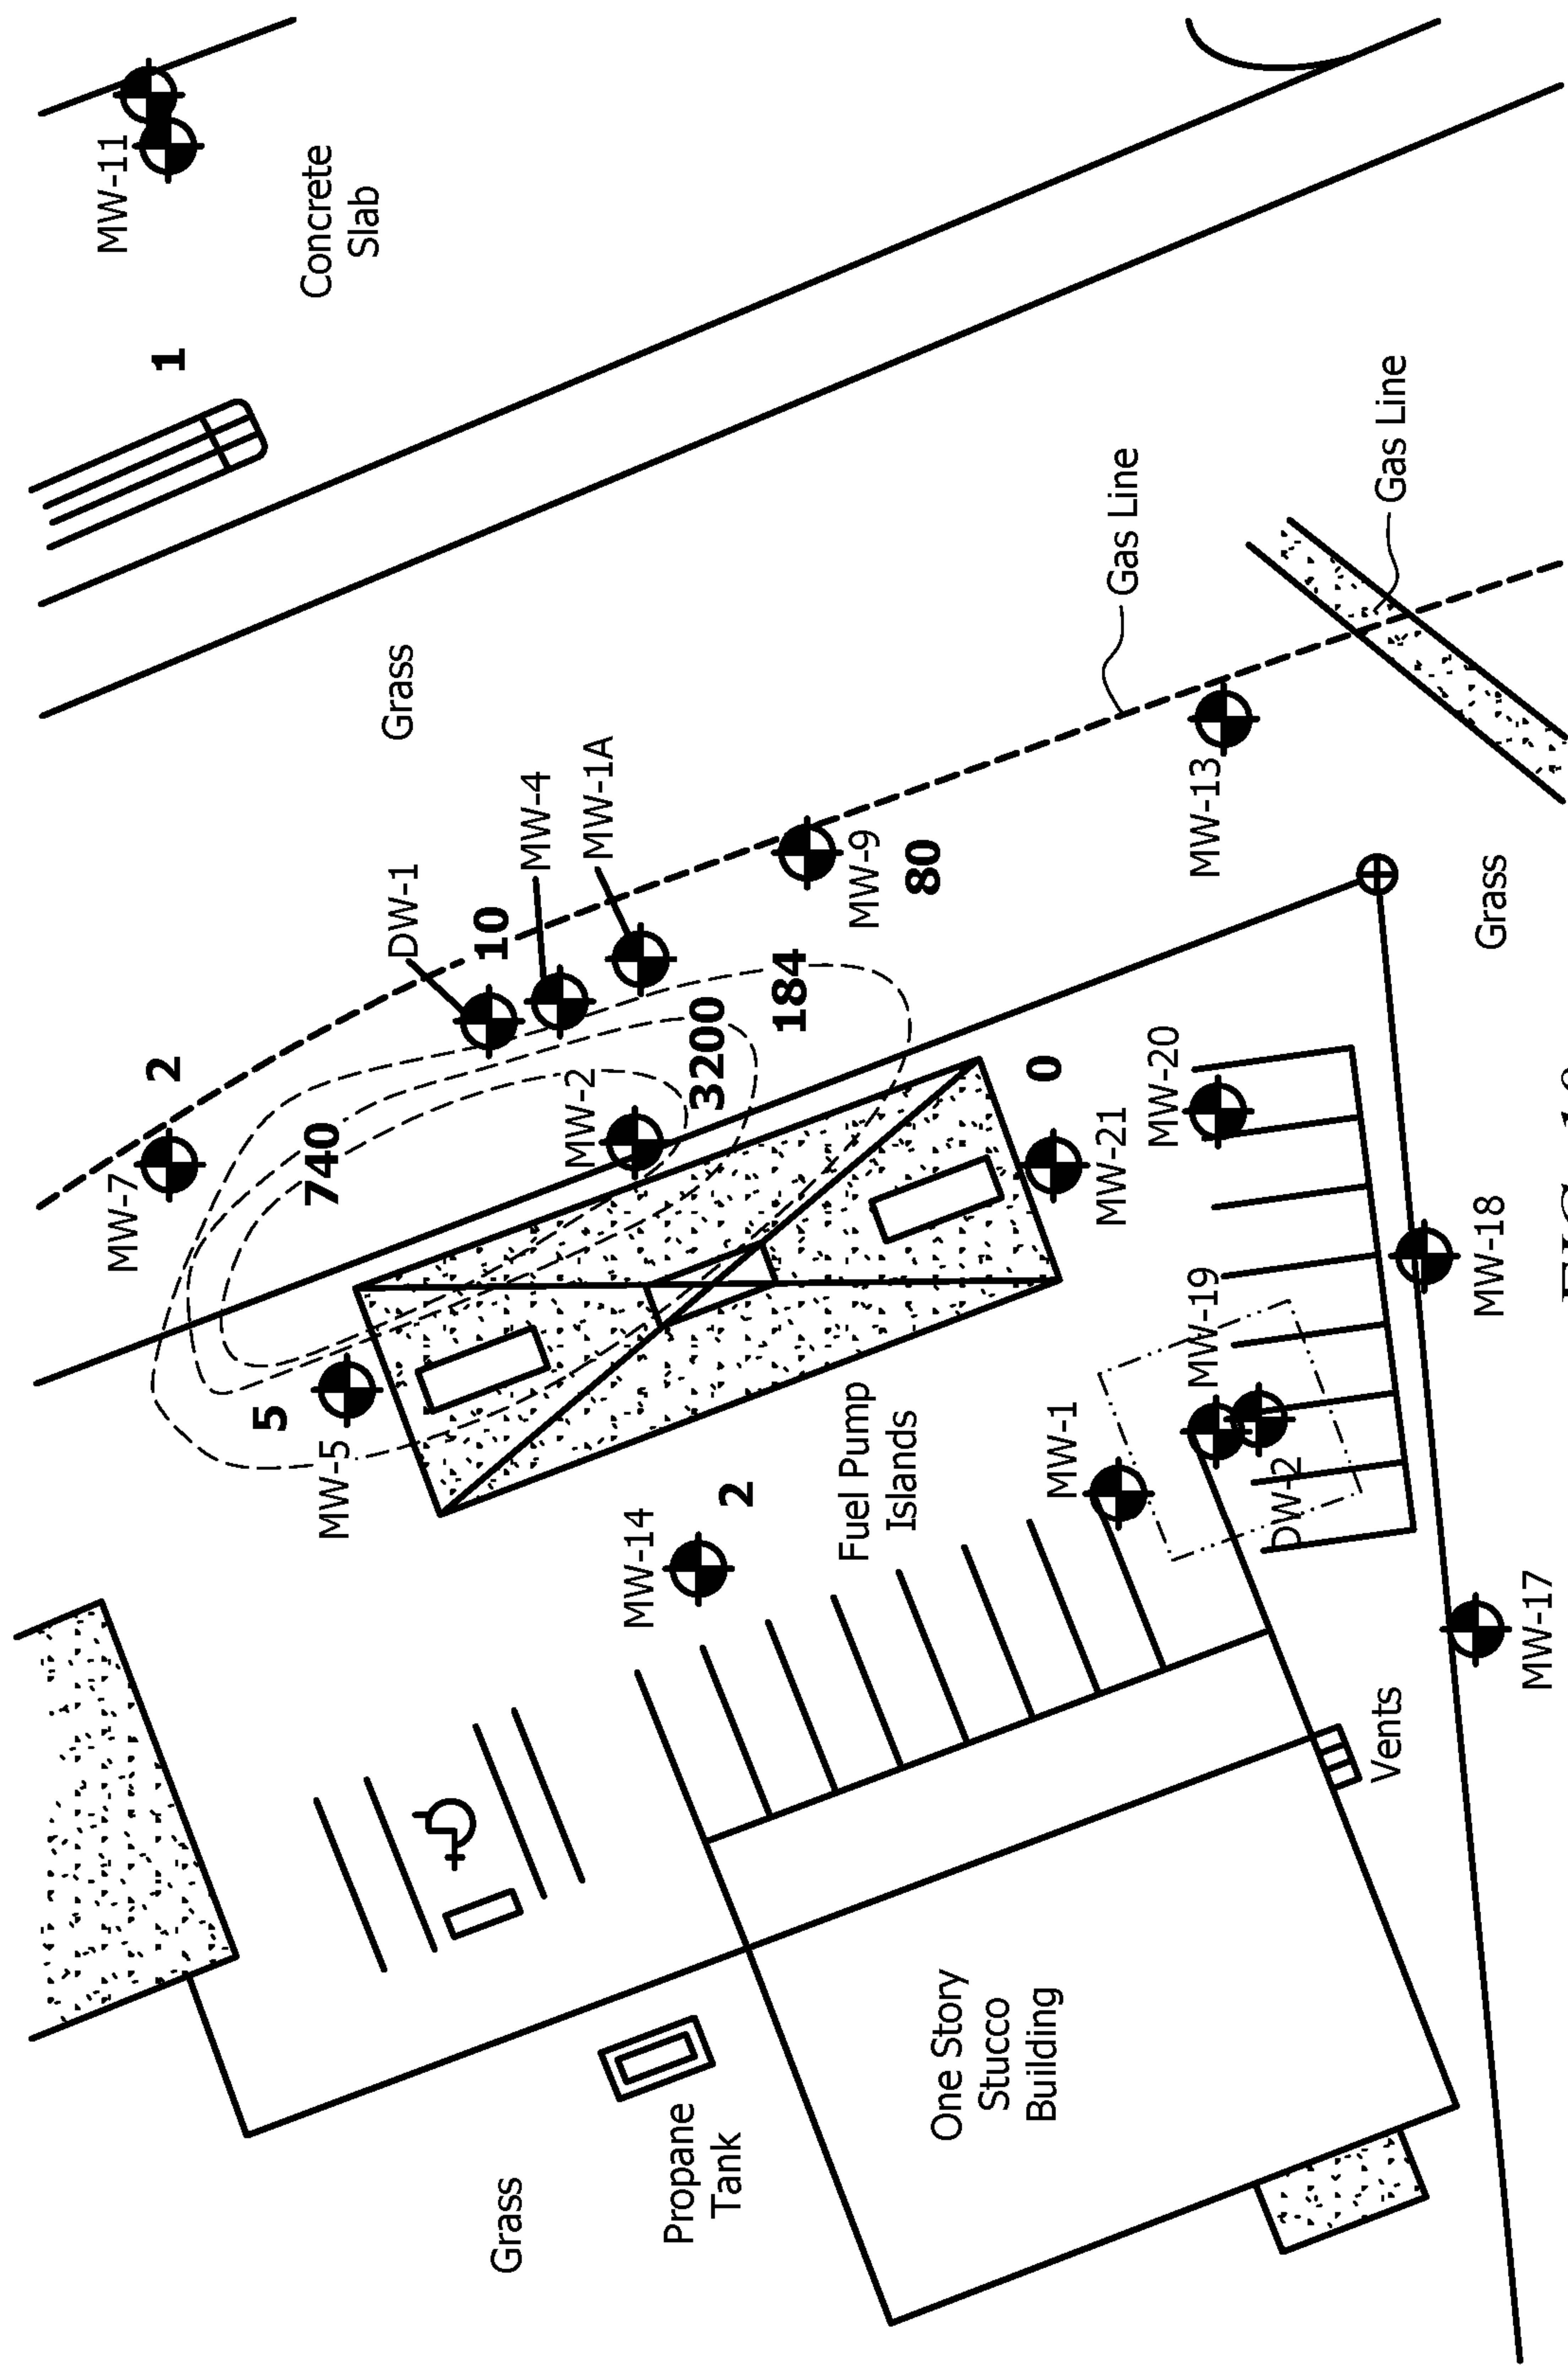 MW-11
Concrete
Slab
1
Grass
Gas Line
Gas Line
DW-1
MW-4
MW-1A
10
MW-9
80
MW-13
Grass
2
MW-7
740
MW-2
3200
184
0
MW-21
MW-20
MW-18
MW-19
5
MW-5
MW-14
2
Fuel Pump
Islands
MW-1
DW-2
MW-17
Vents
Propane
Tank
Grass
One Story
Stucco
Building